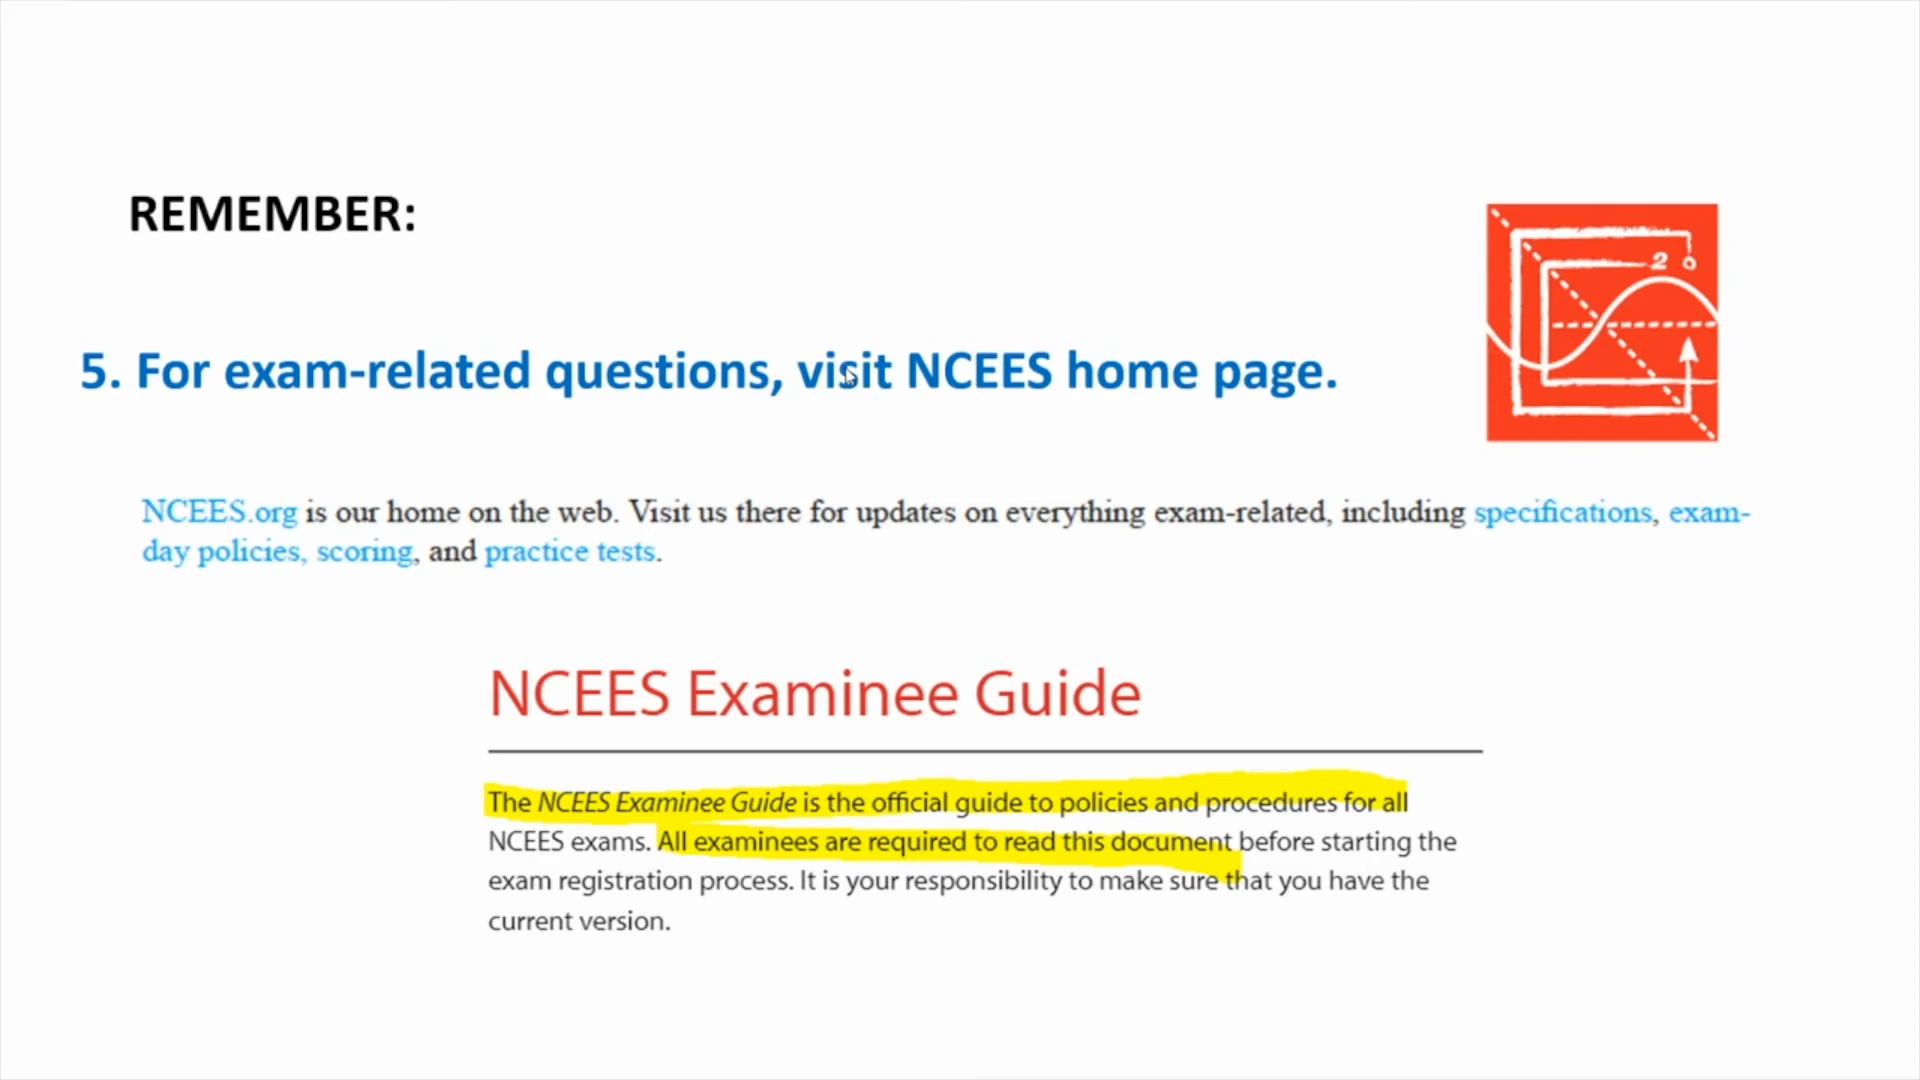 REMEMBER:
2
5. For exam-related questions, visit NCEES home page.
NCEES.org is our home on the web. Visit us there for updates on everything exam-related, including specifications, exam-
day policies, scoring, and practice tests.
NCEES Examinee Guide
The NCEES Examinee Guide is the official guide to policies and procedures for all
NCEES exams. All examinees are required to read this document before starting the
exam registration process. It is your responsibility to make sure that you have the
current version.